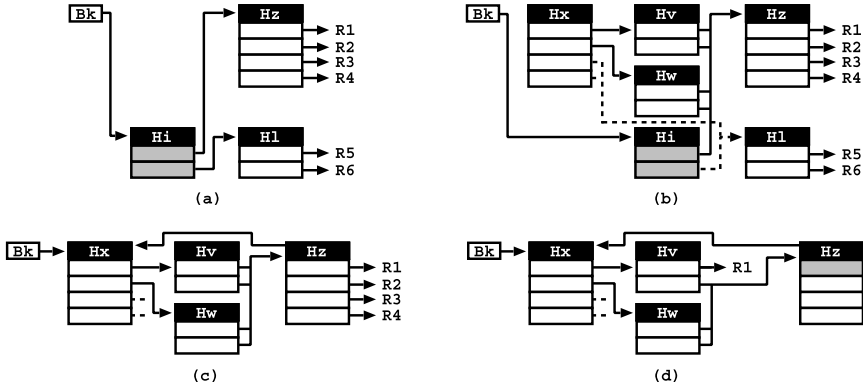 Bk
Hz
R1
R2
R3
R4
Hi
Hl
R5
R6
(a)
Bk
Hx
Hv
Hz
R1
R2
R3
R4
Hw
Hi
Hl
R5
R6
(b)
Bk
Hx
Hv
Hz
R1
R2
R3
R4
Hw
(c)
Bk
Hx
Hv
Hz
R1
Hw
(d)